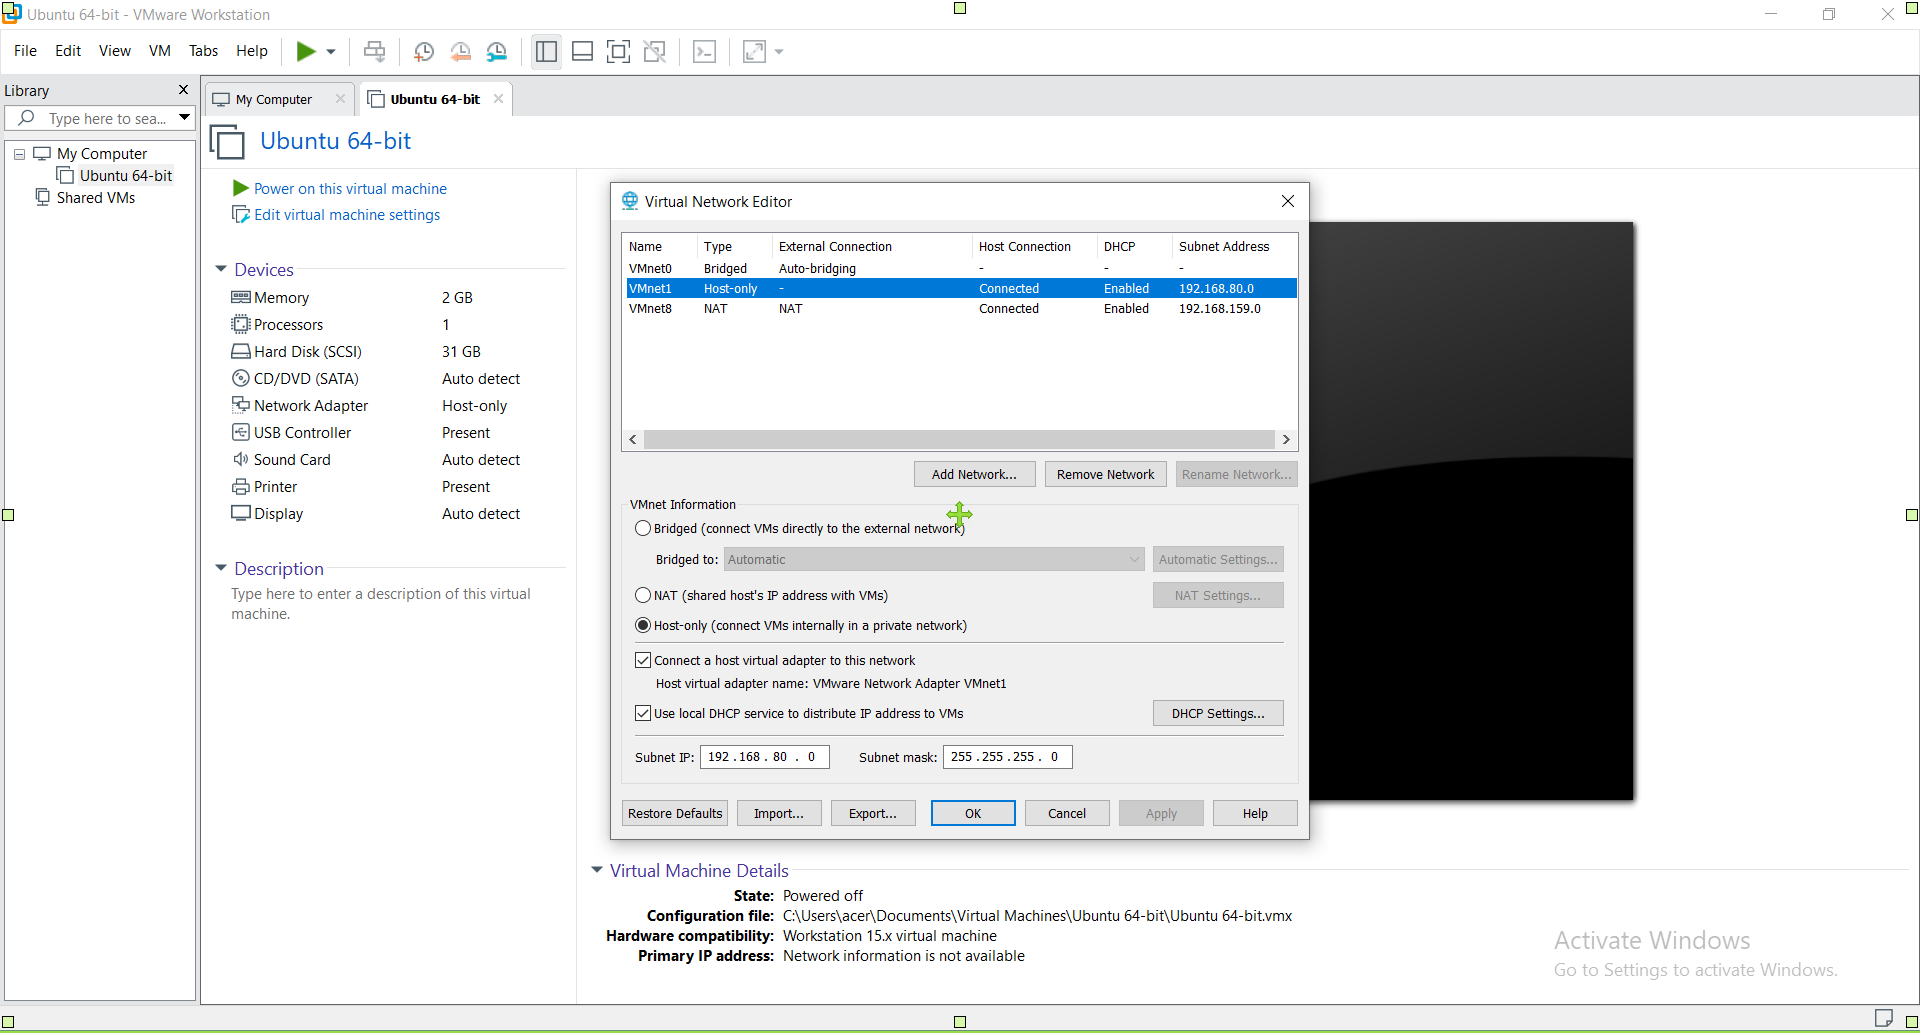 Ubuntu 64-bit - VMware Workstation
File Edit View VM Tabs Help
Library
Type here to sea...
My Computer
Ubuntu 64-bit
Shared VMs
My Computer
Ubuntu 64-bit
Ubuntu 64-bit
Power on this virtual machine
Edit virtual machine settings
Devices
Memory 2 GB
Processors 1
Hard Disk (SCSI) 31 GB
CD/DVD (SATA) Auto detect
Network Adapter Host-only
USB Controller Present
Sound Card Auto detect
Printer Present
Display Auto detect
Description
Type here to enter a description of this virtual
machine.
Virtual Network Editor
Name Type External Connection Host Connection DHCP Subnet Address
VMnet0 Bridged Auto-bridging - - -
VMnet1 Host-only - Connected Enabled 192.168.80.0
VMnet8 NAT NAT Connected Enabled 192.168.159.0
Add Network... Remove Network Rename Network...
VMnet Information
Bridged (connect VMs directly to the external network)
Bridged to: Automatic Automatic Settings...
NAT (shared host's IP address with VMs) NAT Settings...
Host-only (connect VMs internally in a private network)
Connect a host virtual adapter to this network
Host virtual adapter name: VMware Network Adapter VMnet1
Use local DHCP service to distribute IP address to VMs DHCP Settings...
Subnet IP: 192 . 168 . 80 . 0 Subnet mask: 255 . 255 . 255 . 0
Restore Defaults Import... Export... OK Cancel Apply Help
Virtual Machine Details
State: Powered off
Configuration file: C:\Users\acer\Documents\Virtual Machines\Ubuntu 64-bit\Ubuntu 64-bit.vmx
Hardware compatibility: Workstation 15.x virtual machine
Primary IP address: Network information is not available
Activate Windows
Go to Settings to activate Windows.